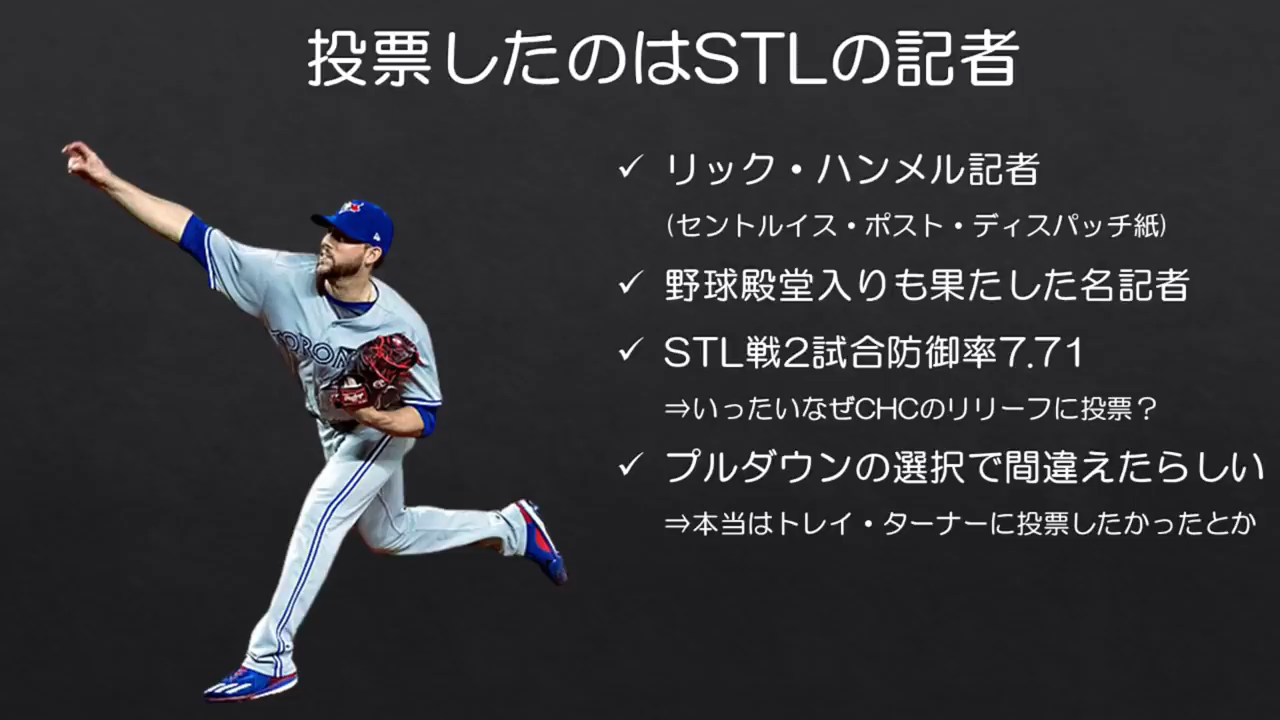 投票したのはSTLの記者
✓ リック・ハンメル記者
(セントルイス・ポスト・ディスパッチ紙)
✓ 野球殿堂入りも果たした名記者
✓ STL戦2試合防御率7.71
⇒いったいなぜCHCのリリーフに投票?
✓ プルダウンの選択で間違えたらしい
⇒本当はトレイ・ターナーに投票したかったとか